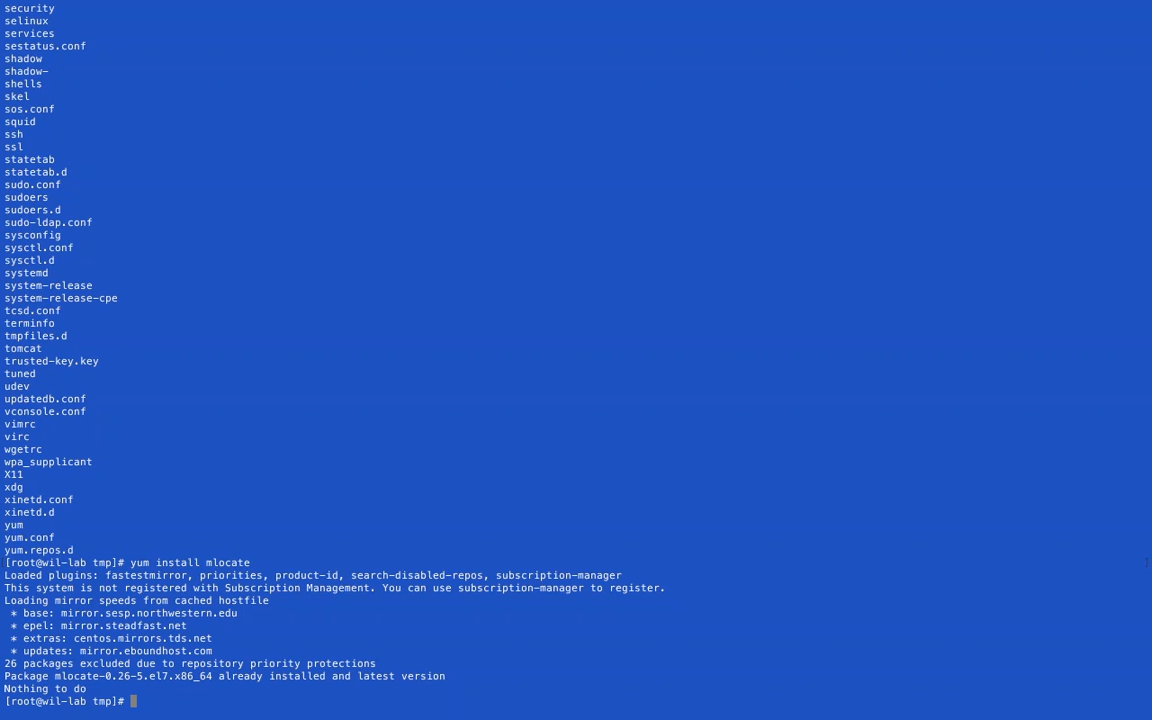 security
selinux
services
sestatus.conf
shadow
shadow-
shells
skel
sos.conf
squid
ssh
ssl
statetab
statetab.d
sudo.conf
sudoers
sudoers.d
sudo-ldap.conf
sysconfig
sysctl.conf
sysctl.d
systemd
system-release
system-release-cpe
tcsd.conf
terminfo
tmpfiles.d
tomcat
trusted-key.key
tuned
udev
updatedb.conf
vconsole.conf
vimrc
virc
wgetrc
wpa_supplicant
X11
xdg
xinetd.conf
xinetd.d
yum
yum.conf
yum.repos.d
[root@wil-lab tmp]# yum install mlocate
Loaded plugins: fastestmirror, priorities, product-id, search-disabled-repos, subscription-manager
This system is not registered with Subscription Management. You can use subscription-manager to register.
Loading mirror speeds from cached hostfile
 * base: mirror.sesp.northwestern.edu
 * epel: mirror.steadfast.net
 * extras: centos.mirrors.tds.net
 * updates: mirror.eboundhost.com
26 packages excluded due to repository priority protections
Package mlocate-0.26-5.el7.x86_64 already installed and latest version
Nothing to do
[root@wil-lab tmp]#